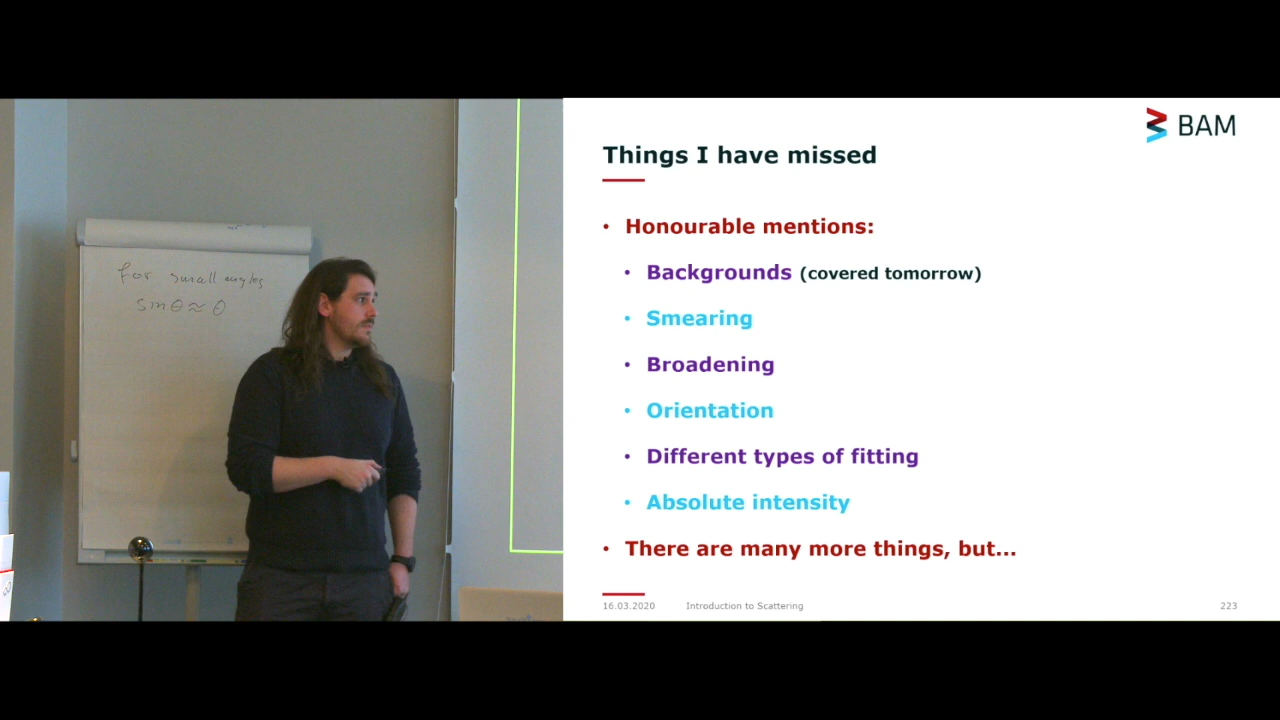 for small angles
sinθ ≈ θ
BAM
Things I have missed
• Honourable mentions:
• Backgrounds (covered tomorrow)
• Smearing
• Broadening
• Orientation
• Different types of fitting
• Absolute intensity
• There are many more things, but...
16.03.2020 Introduction to Scattering 223